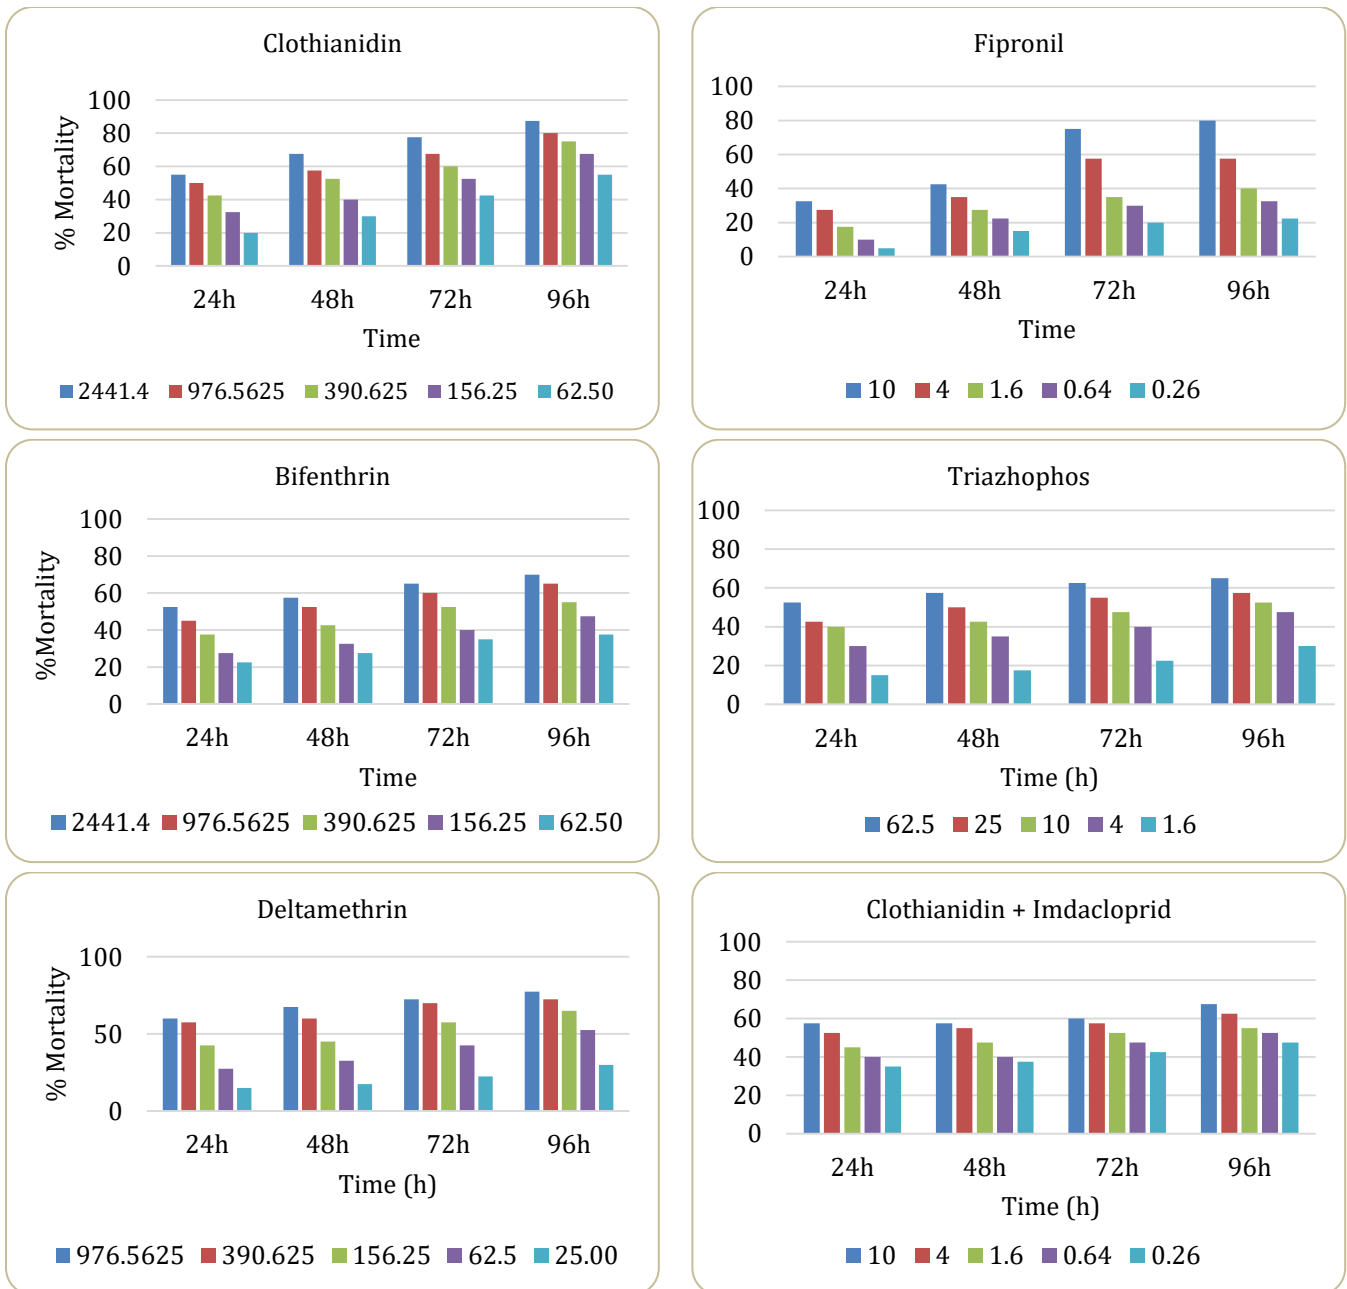 Clothianidin
% Mortality
100
80
60
40
20
0
24h 48h 72h 96h
Time
2441.4 976.5625 390.625 156.25 62.50
Fipronil
100
80
60
40
20
0
24h 48h 72h 96h
Time
10 4 1.6 0.64 0.26
Bifenthrin
%Mortality
100
80
60
40
20
0
24h 48h 72h 96h
Time
2441.4 976.5625 390.625 156.25 62.50
Triazhophos
100
80
60
40
20
0
24h 48h 72h 96h
Time (h)
62.5 25 10 4 1.6
Deltamethrin
% Mortality
100
50
0
24h 48h 72h 96h
Time (h)
976.5625 390.625 156.25 62.5 25.00
Clothianidin + Imdacloprid
100
80
60
40
20
0
24h 48h 72h 96h
Time (h)
10 4 1.6 0.64 0.26